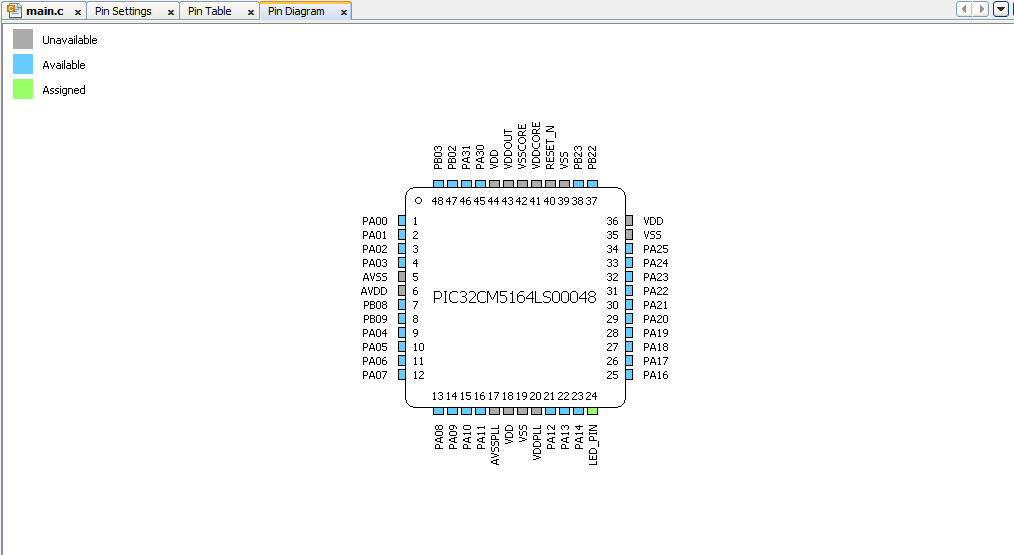 main.c x Pin Settings x Pin Table x Pin Diagram x
Unavailable
Available
Assigned
PB03 PB02 PA31 PA30 VDD VDDOUT VSSCORE VDDCORE RESET_N VSS PB23 PB22
48 47 46 45 44 43 42 41 40 39 38 37
PA00 1 36 VDD
PA01 2 35 VSS
PA02 3 34 PA25
PA03 4 33 PA24
AVSS 5 32 PA23
AVDD 6 31 PA22
PIC32CM5164LS00048
PB08 7 30 PA21
PB09 8 29 PA20
PA04 9 28 PA19
PA05 10 27 PA18
PA06 11 26 PA17
PA07 12 25 PA16
13 14 15 16 17 18 19 20 21 22 23 24
PA08 PA09 PA10 PA11 AVSSPLL VDD VSS VDDPLL PA12 PA13 PA14 LED_PIN